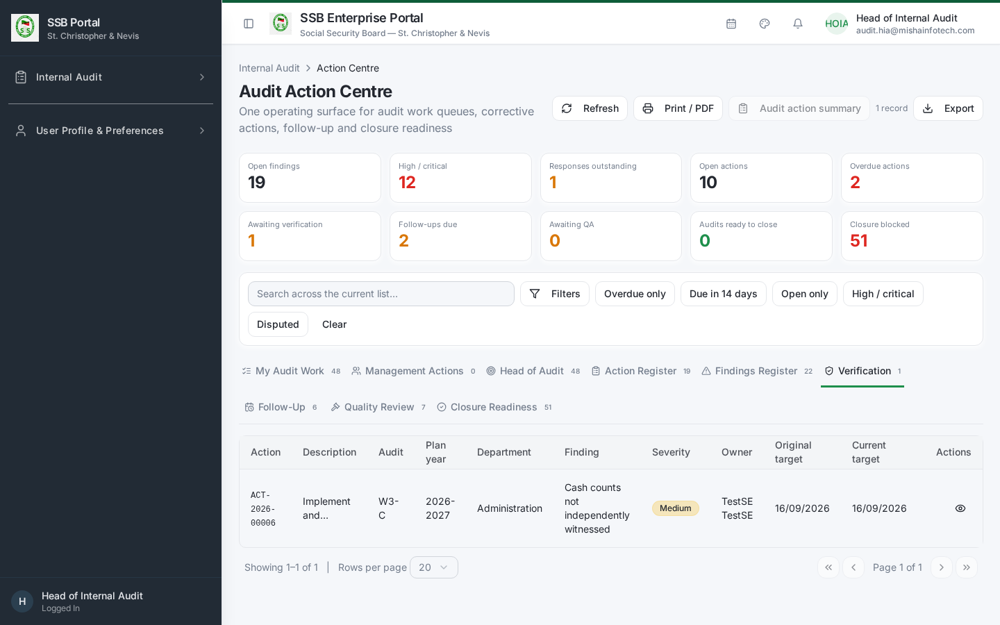 SSB Portal
St. Christopher & Nevis
Internal Audit
User Profile & Preferences
H
Head of Internal Audit
Logged In
SSB Enterprise Portal
Social Security Board — St. Christopher & Nevis
HOIA
Head of Internal Audit
audit.hia@mishainfotech.com
Internal Audit > Action Centre
Audit Action Centre
One operating surface for audit work queues, corrective
actions, follow-up and closure readiness
Refresh
Print / PDF
Audit action summary
1 record
Export
Open findings
19
High / critical
12
Responses outstanding
1
Open actions
10
Overdue actions
2
Awaiting verification
1
Follow-ups due
2
Awaiting QA
0
Audits ready to close
0
Closure blocked
51
Search across the current list...
Filters
Overdue only
Due in 14 days
Open only
High / critical
Disputed
Clear
My Audit Work 48
Management Actions 0
Head of Audit 48
Action Register 19
Findings Register 22
Verification 1
Follow-Up 6
Quality Review 7
Closure Readiness 51
Action
Description
Audit
Plan
year
Department
Finding
Severity
Owner
Original
target
Current
target
Actions
ACT-
2026-
00006
Implement
and...
W3-
C
2026-
2027
Administration
Cash counts
not
independently
witnessed
Medium
TestSE
TestSE
16/09/2026
16/09/2026
Showing 1–1 of 1 | Rows per page 20
Page 1 of 1